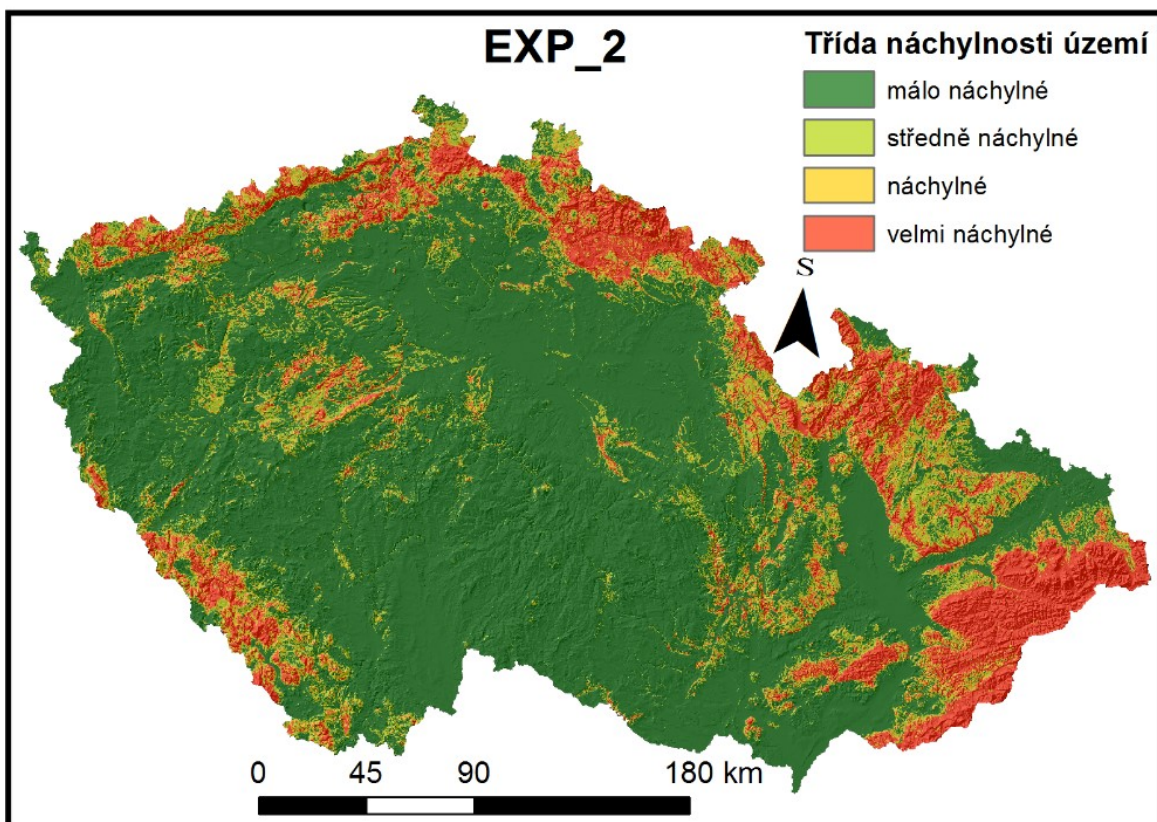 EXP_2
Třída náchylnosti území
málo náchylné
středně náchylné
náchylné
velmi náchylné
S
0 45 90 180 km